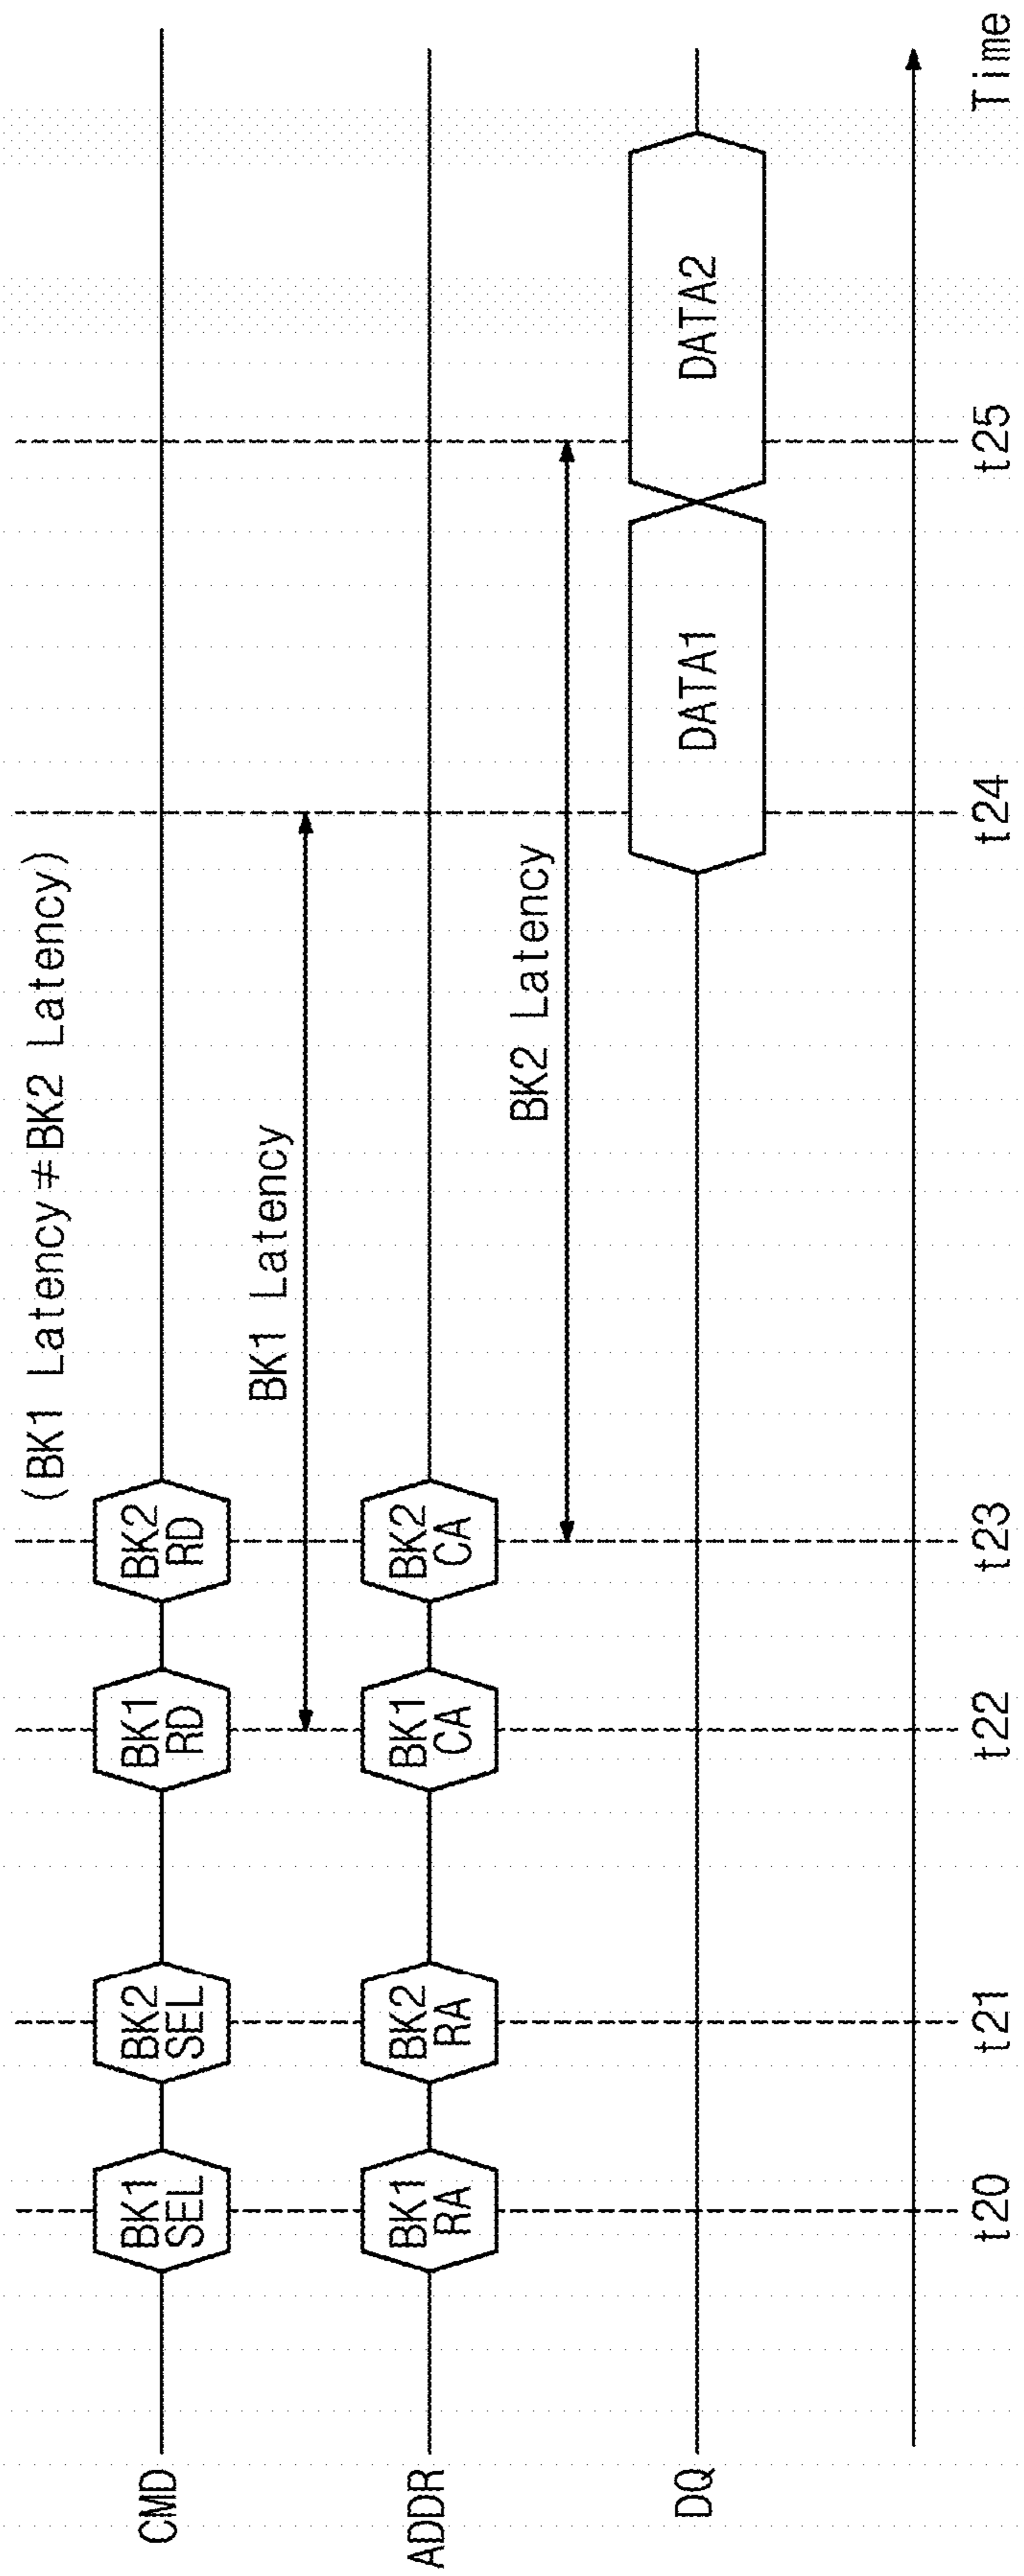 (BK1 Latency≠BK2 Latency)
CMD
BK1
SEL
BK2
SEL
BK1
RD
BK2
RD
BK1 Latency
ADDR
BK1
RA
BK2
RA
BK1
CA
BK2
CA
BK2 Latency
DQ
DATA1
DATA2
t20
t21
t22
t23
t24
t25
Time